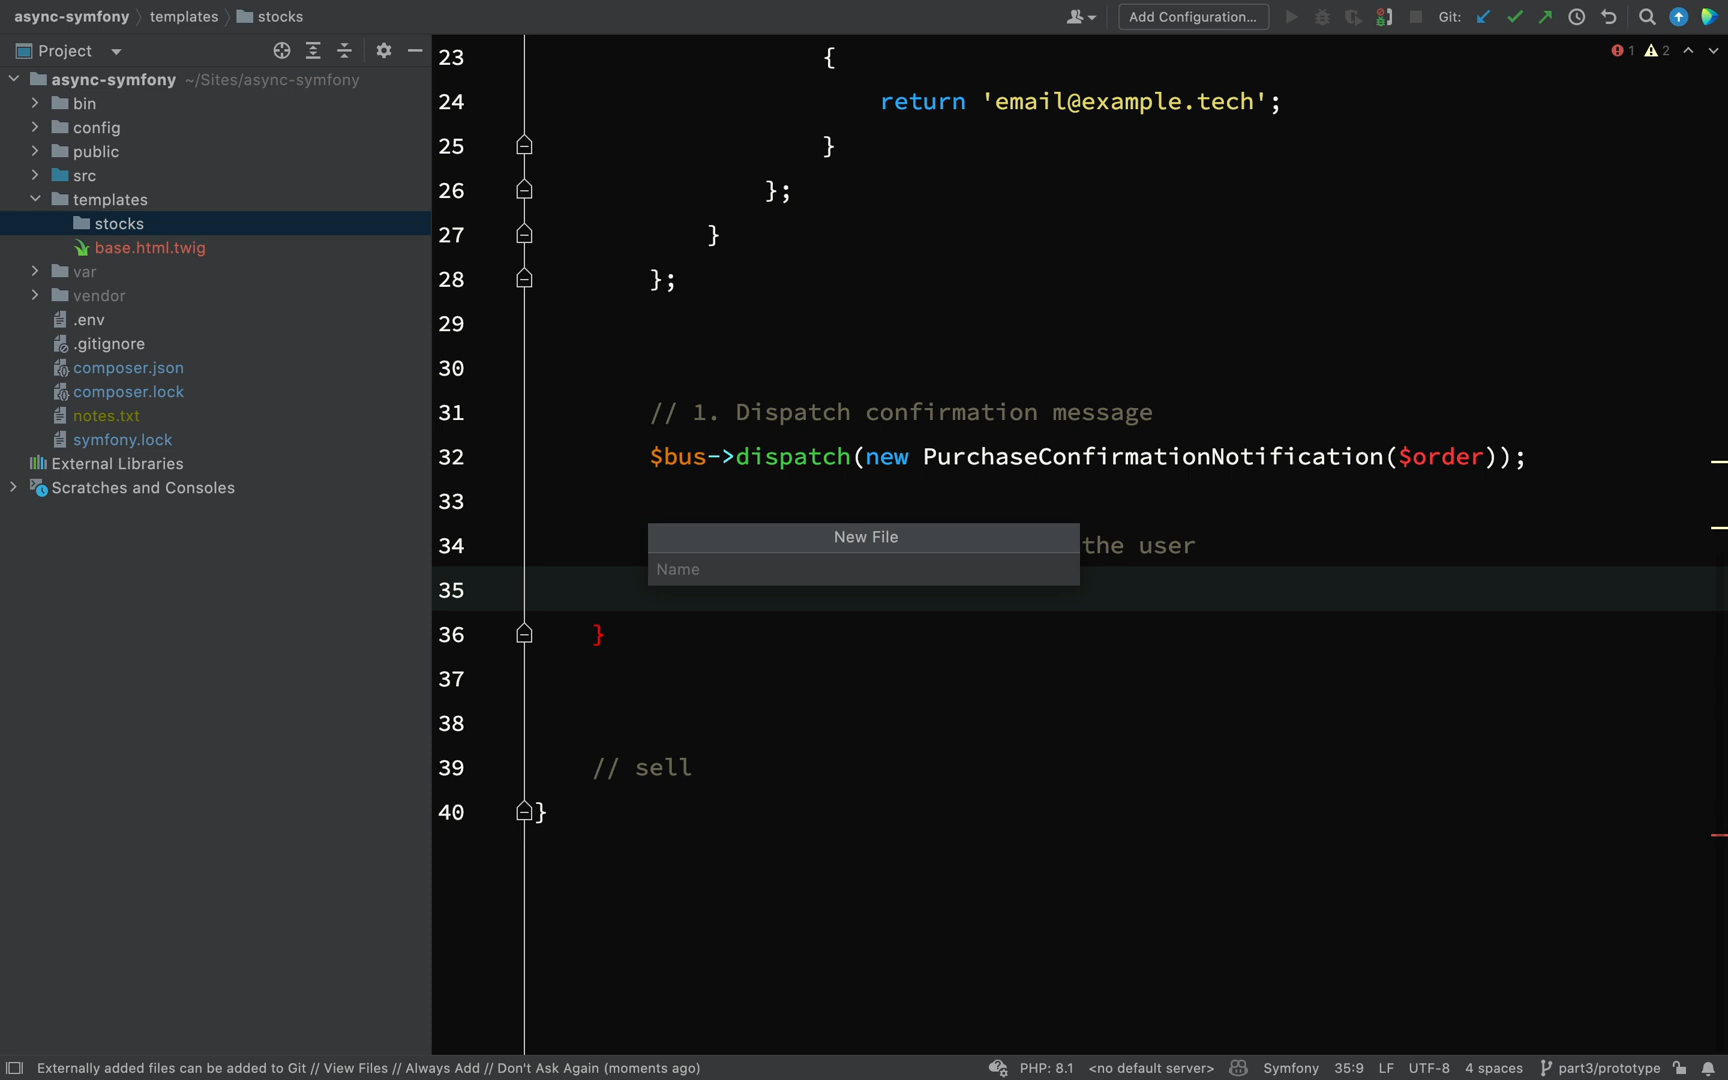 async-symfony templates stocks
Add Configuration... Git:
Project
async-symfony ~/Sites/async-symfony
bin
config
public
src
templates
stocks
base.html.twig
var
vendor
.env
.gitignore
composer.json
composer.lock
notes.txt
symfony.lock
External Libraries
Scratches and Consoles
1 2
23 {
24 return 'email@example.tech';
25 }
26 };
27 }
28 };
29
30
31 // 1. Dispatch confirmation message
32 $bus->dispatch(new PurchaseConfirmationNotification($order));
33
34 the user
35
36 }
37
38
39 // sell
40 }
New File
Name
Externally added files can be added to Git // View Files // Always Add // Don't Ask Again (moments ago)
PHP: 8.1 <no default server> Symfony 35:9 LF UTF-8 4 spaces part3/prototype